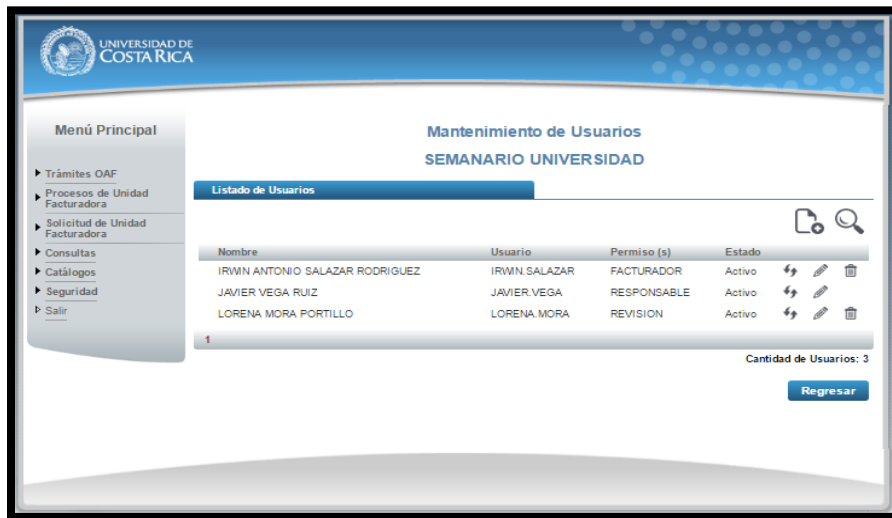 UNIVERSIDAD DE
COSTA RICA
Menú Principal
Trámites OAF
Procesos de Unidad
Facturadora
Solicitud de Unidad
Facturadora
Consultas
Catálogos
Seguridad
Salir
Mantenimiento de Usuarios
SEMANARIO UNIVERSIDAD
Listado de Usuarios
Nombre Usuario Permiso (s) Estado
IRWIN ANTONIO SALAZAR RODRIGUEZ IRWIN.SALAZAR FACTURADOR Activo
JAVIER VEGA RUIZ JAVIER.VEGA RESPONSABLE Activo
LORENA MORA PORTILLO LORENA.MORA REVISION Activo
1
Cantidad de Usuarios: 3
Regresar